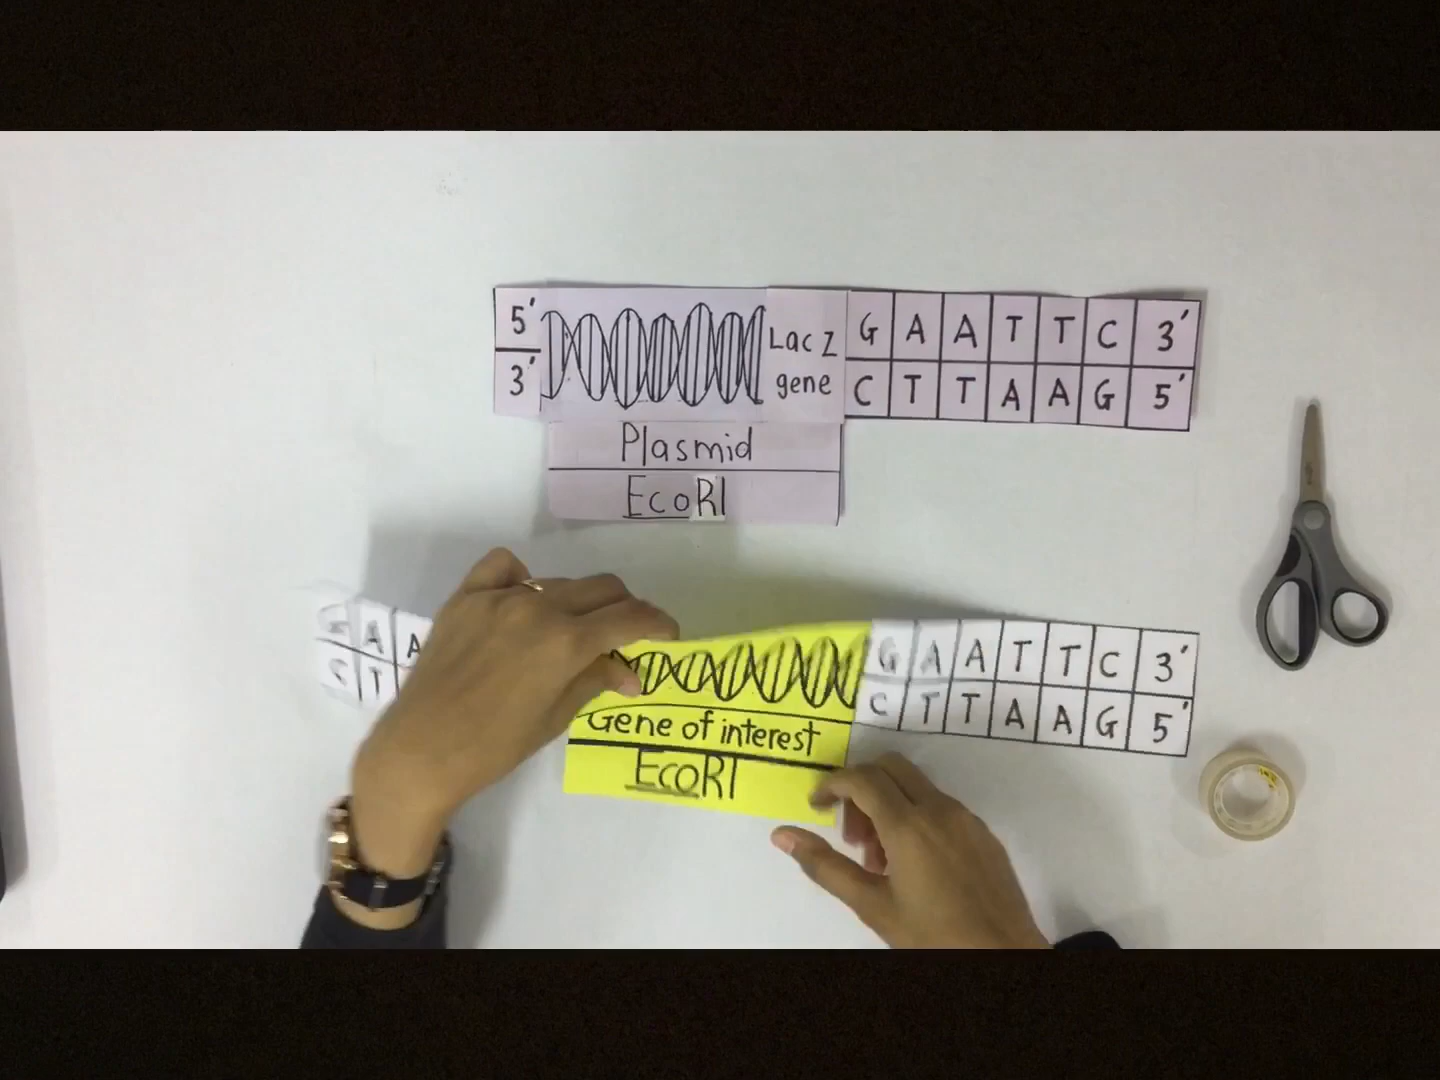 5' Lac Z G A A T T C 3'
3' gene C T T A A G 5'
Plasmid
EcoRI
G A A G A A T T C 3'
C T C T T A A G 5'
Gene of interest
EcoRI